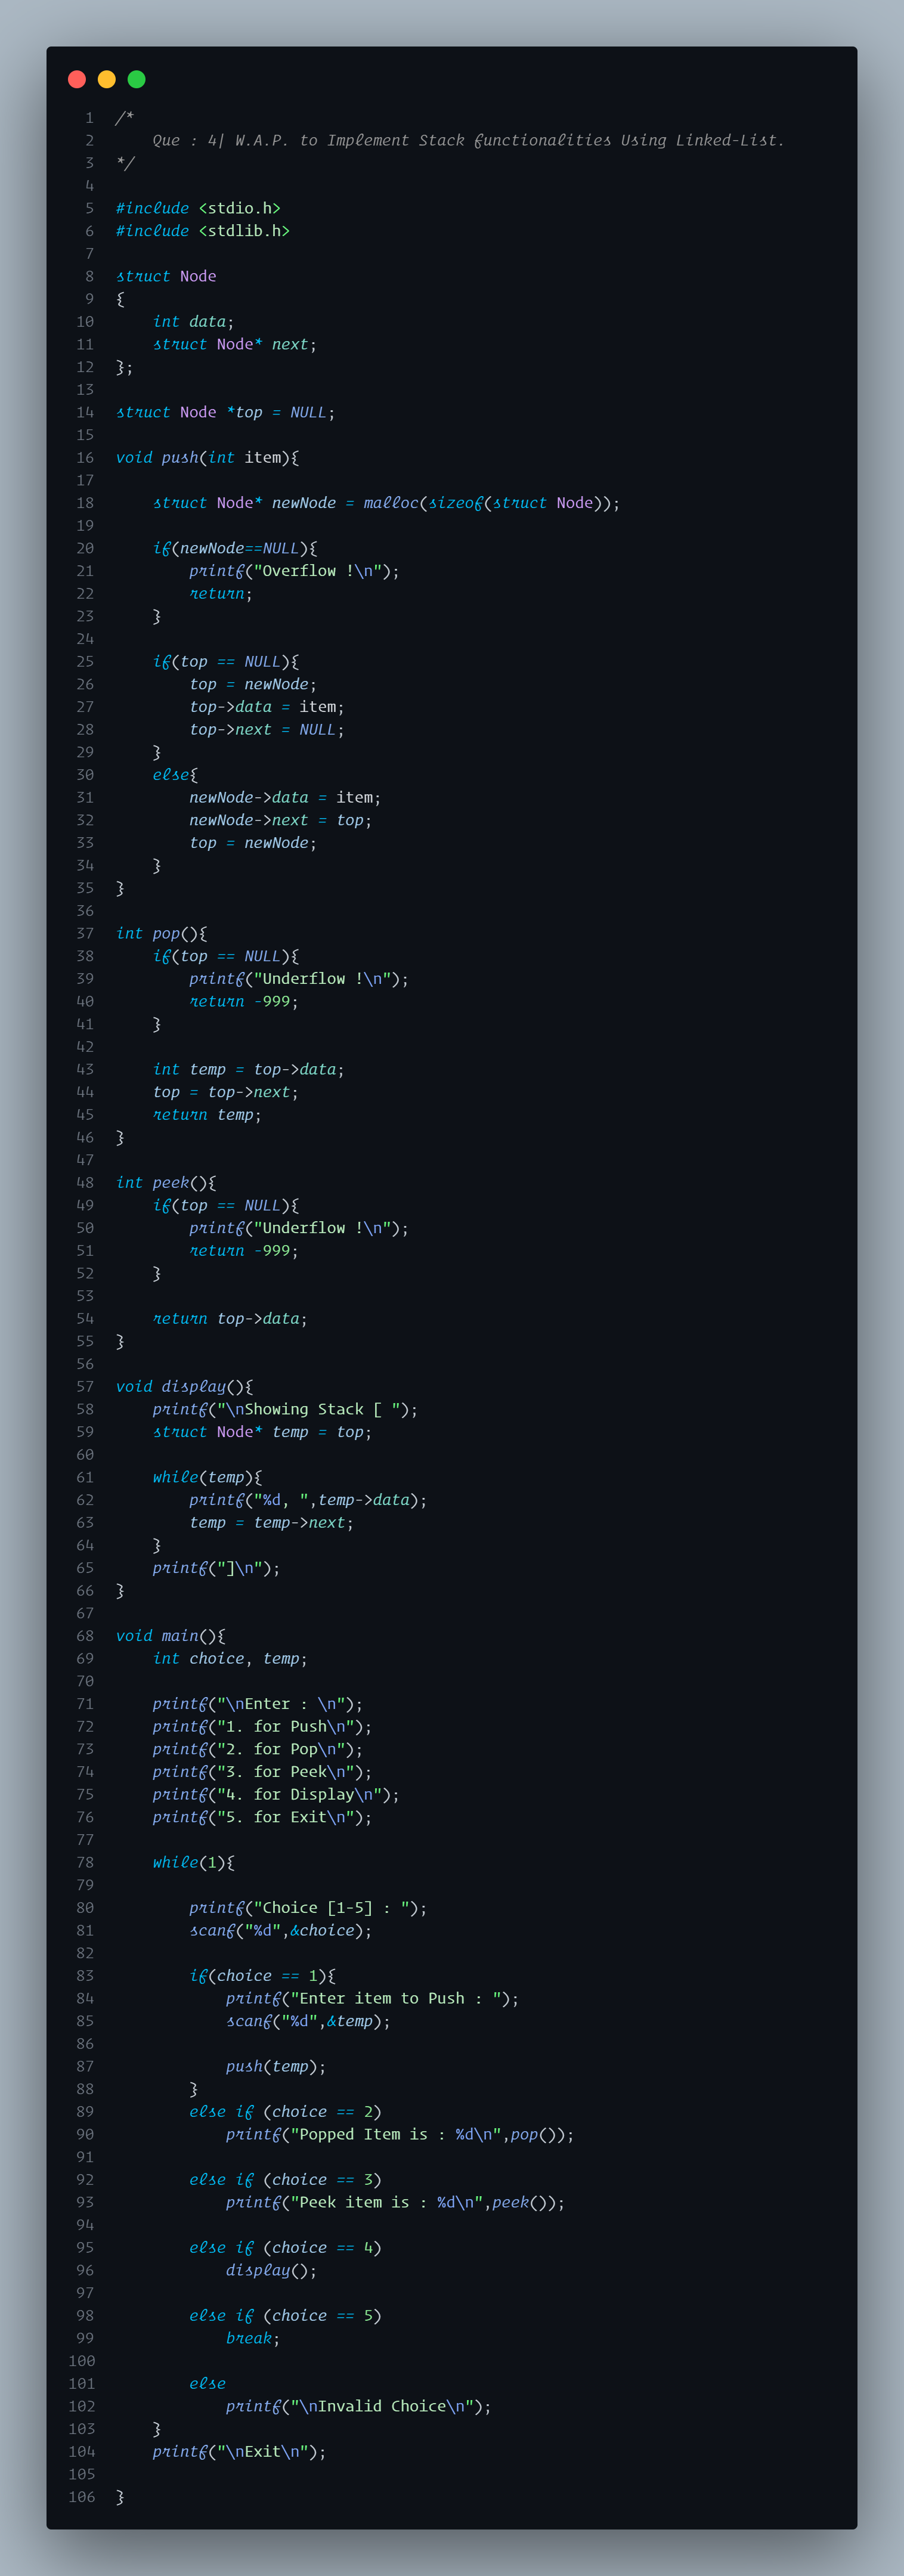 1 /*
2     Que : 4| W.A.P. to Implement Stack functionalities Using Linked-List.
3 */
4
5 #include <stdio.h>
6 #include <stdlib.h>
7
8 struct Node
9 {
10     int data;
11     struct Node* next;
12 };
13
14 struct Node *top = NULL;
15
16 void push(int item){
17
18     struct Node* newNode = malloc(sizeof(struct Node));
19
20     if(newNode==NULL){
21         printf("Overflow !\n");
22         return;
23     }
24
25     if(top == NULL){
26         top = newNode;
27         top->data = item;
28         top->next = NULL;
29     }
30     else{
31         newNode->data = item;
32         newNode->next = top;
33         top = newNode;
34     }
35 }
36
37 int pop(){
38     if(top == NULL){
39         printf("Underflow !\n");
40         return -999;
41     }
42
43     int temp = top->data;
44     top = top->next;
45     return temp;
46 }
47
48 int peek(){
49     if(top == NULL){
50         printf("Underflow !\n");
51         return -999;
52     }
53
54     return top->data;
55 }
56
57 void display(){
58     printf("\nShowing Stack [ ");
59     struct Node* temp = top;
60
61     while(temp){
62         printf("%d, ",temp->data);
63         temp = temp->next;
64     }
65     printf("]\n");
66 }
67
68 void main(){
69     int choice, temp;
70
71     printf("\nEnter : \n");
72     printf("1. for Push\n");
73     printf("2. for Pop\n");
74     printf("3. for Peek\n");
75     printf("4. for Display\n");
76     printf("5. for Exit\n");
77
78     while(1){
79
80         printf("Choice [1-5] : ");
81         scanf("%d",&choice);
82
83         if(choice == 1){
84             printf("Enter item to Push : ");
85             scanf("%d",&temp);
86
87             push(temp);
88         }
89         else if (choice == 2)
90             printf("Popped Item is : %d\n",pop());
91
92         else if (choice == 3)
93             printf("Peek item is : %d\n",peek());
94
95         else if (choice == 4)
96             display();
97
98         else if (choice == 5)
99             break;
100
101         else
102             printf("\nInvalid Choice\n");
103     }
104     printf("\nExit\n");
105
106 }